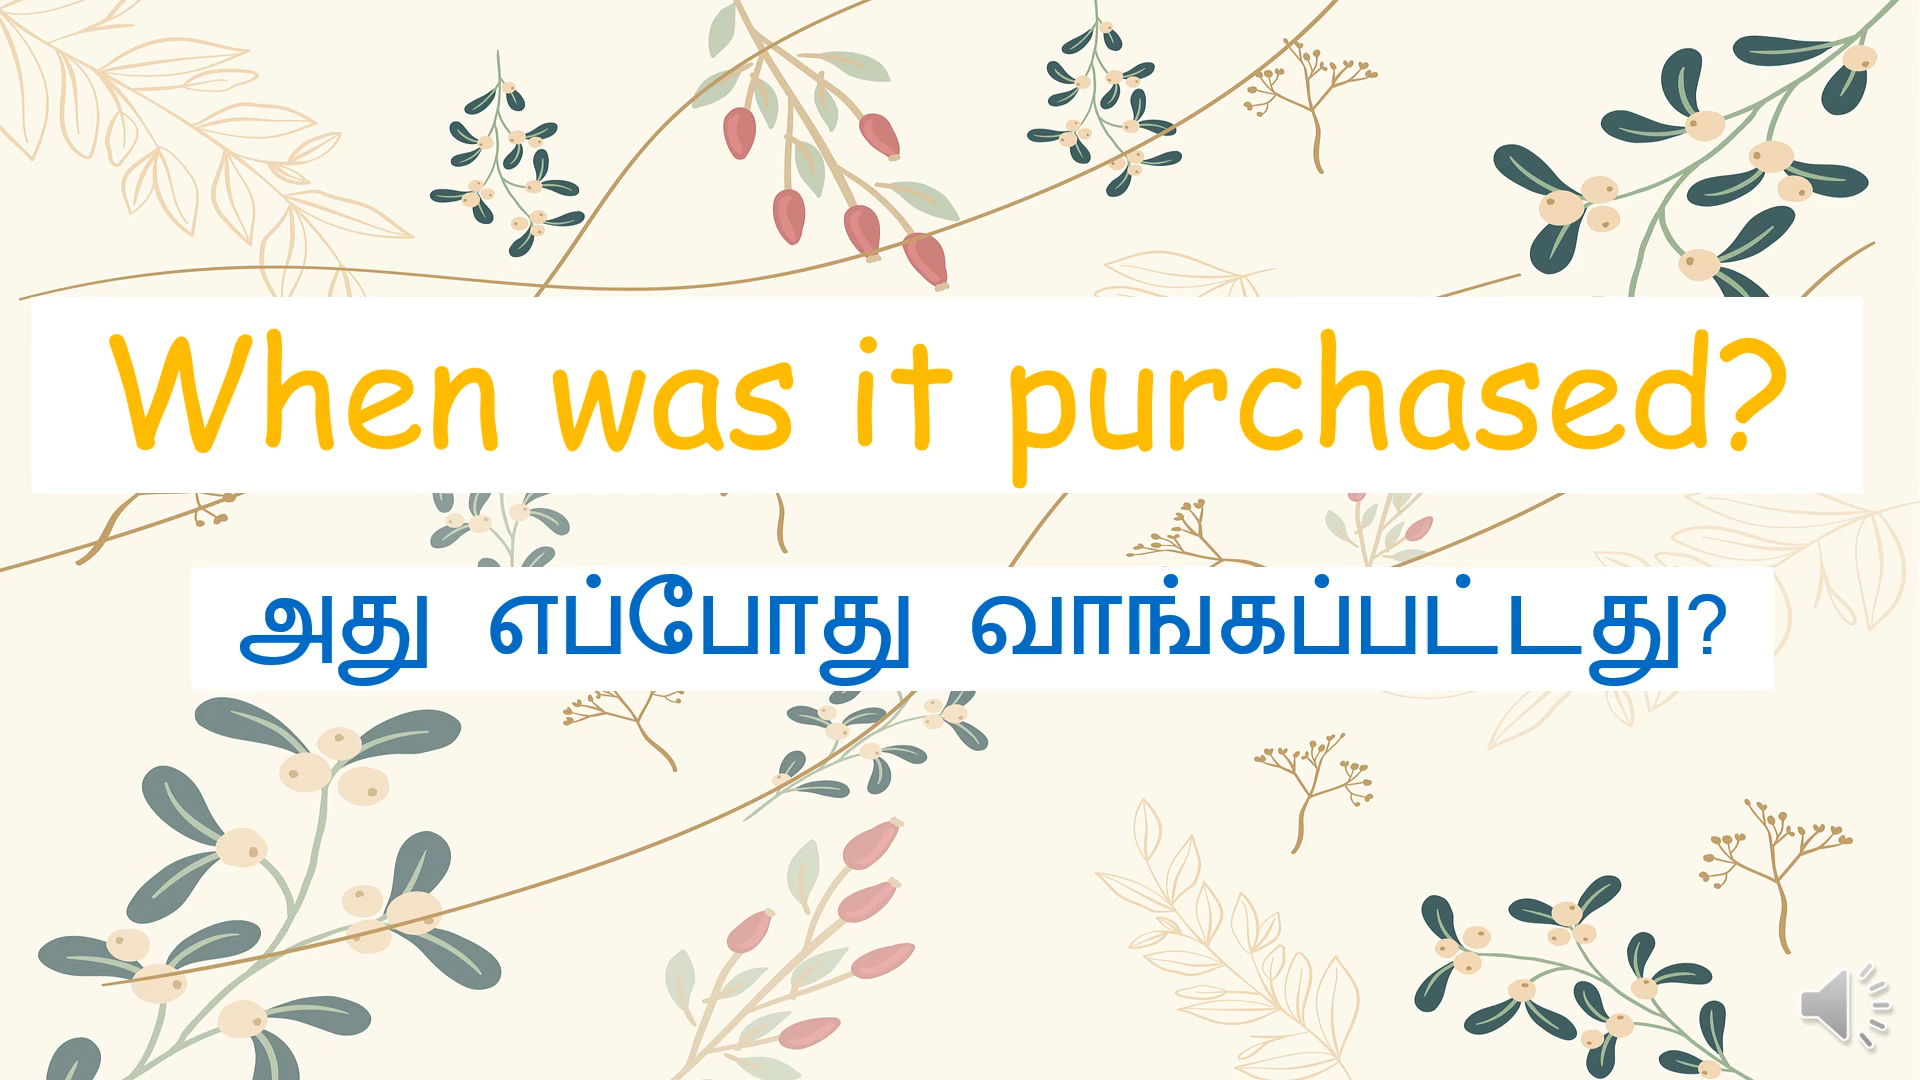 When was it purchased?
அது எப்போது வாங்கப்பட்டது?